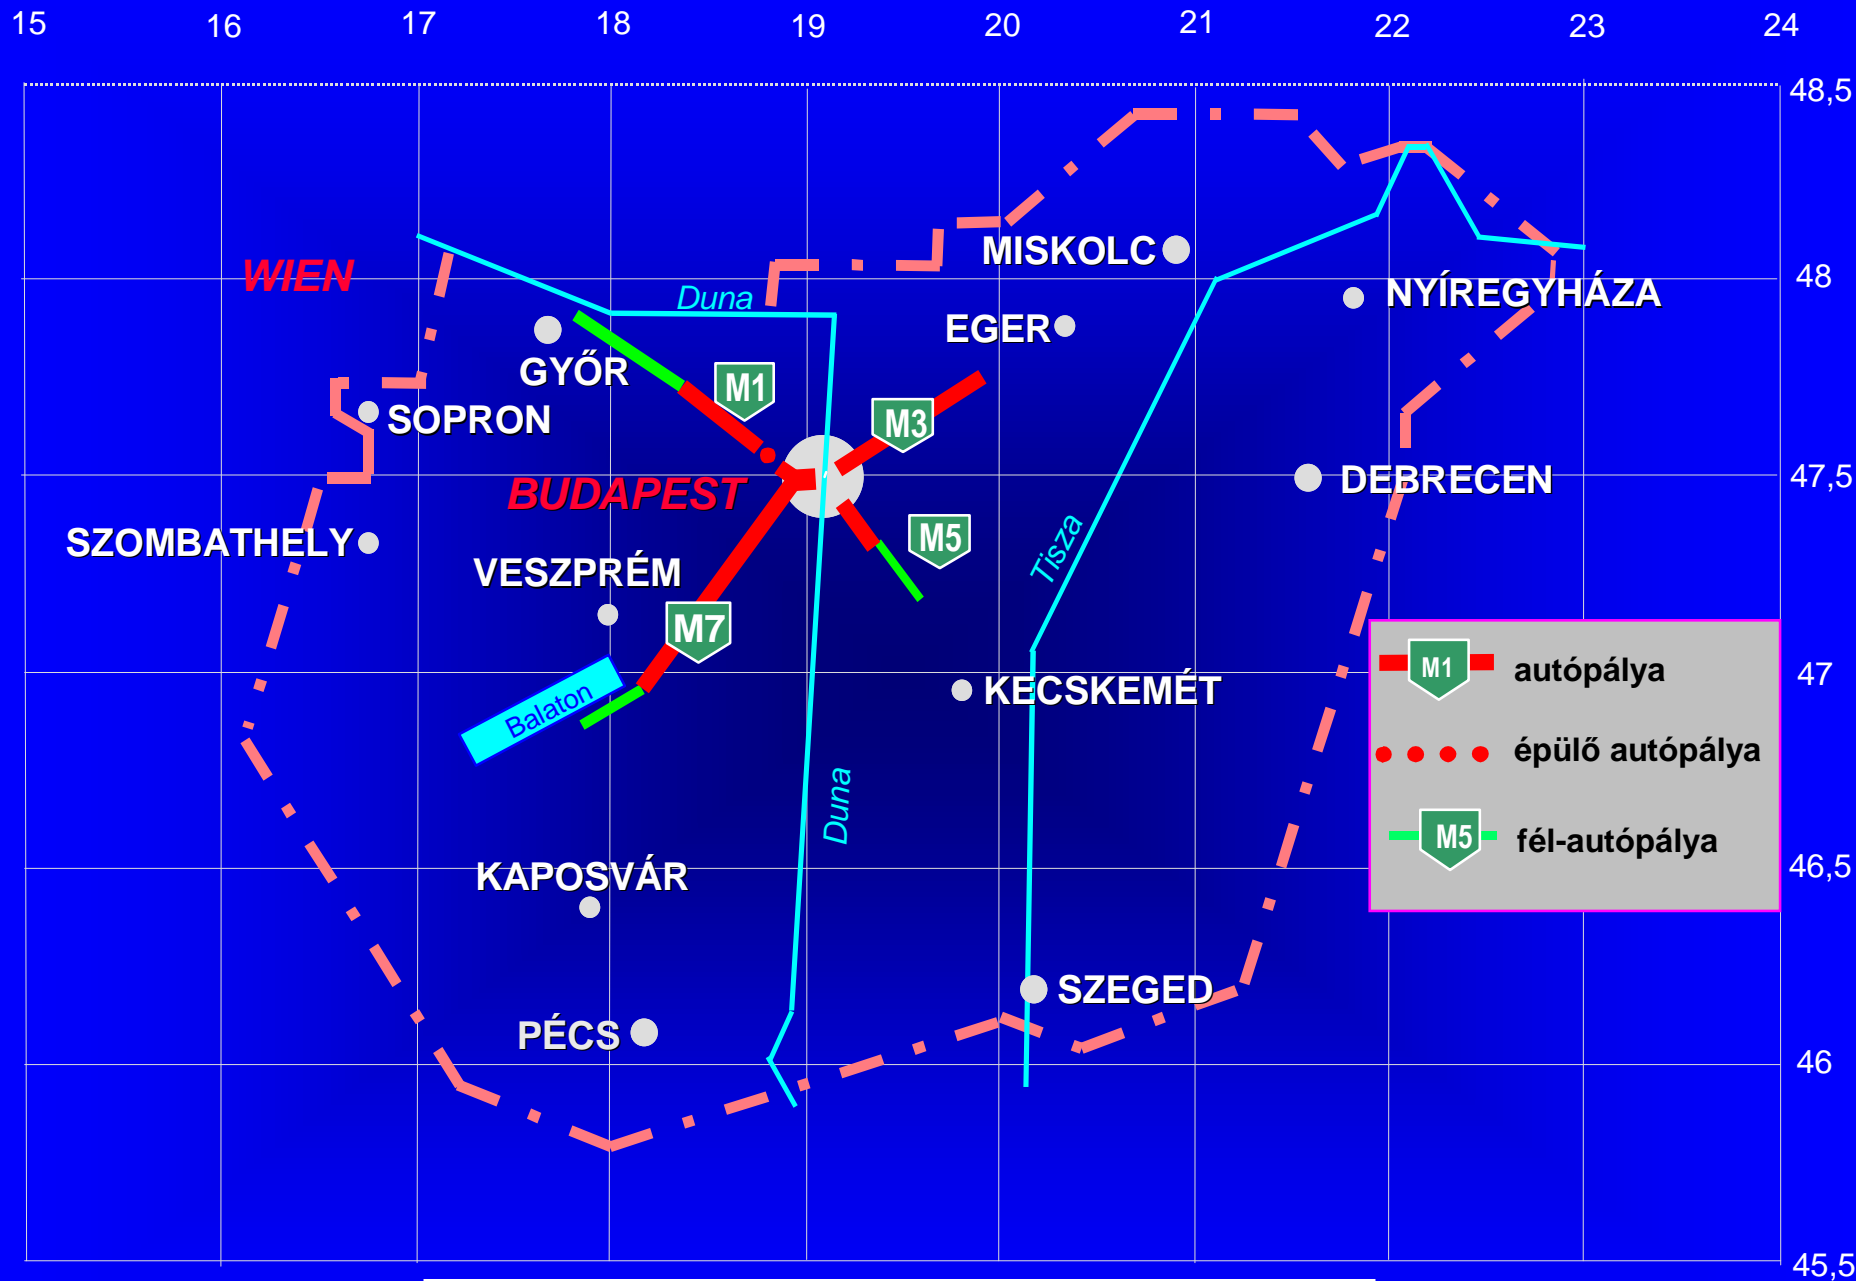 15 16 17 18 19 20 21 22 23 24
48,5
MISKOLC
WIEN
48
Duna
NYÍREGYHÁZA
EGER
GYŐR
M1
SOPRON
M3
BUDAPEST
47,5
DEBRECEN
SZOMBATHELY
M5
Tisza
VESZPRÉM
M7
M1 autópálya
47
KECSKEMÉT
Balaton
épülő autópálya
Duna
M5 fél-autópálya
46,5
KAPOSVÁR
SZEGED
PÉCS
46
45,5